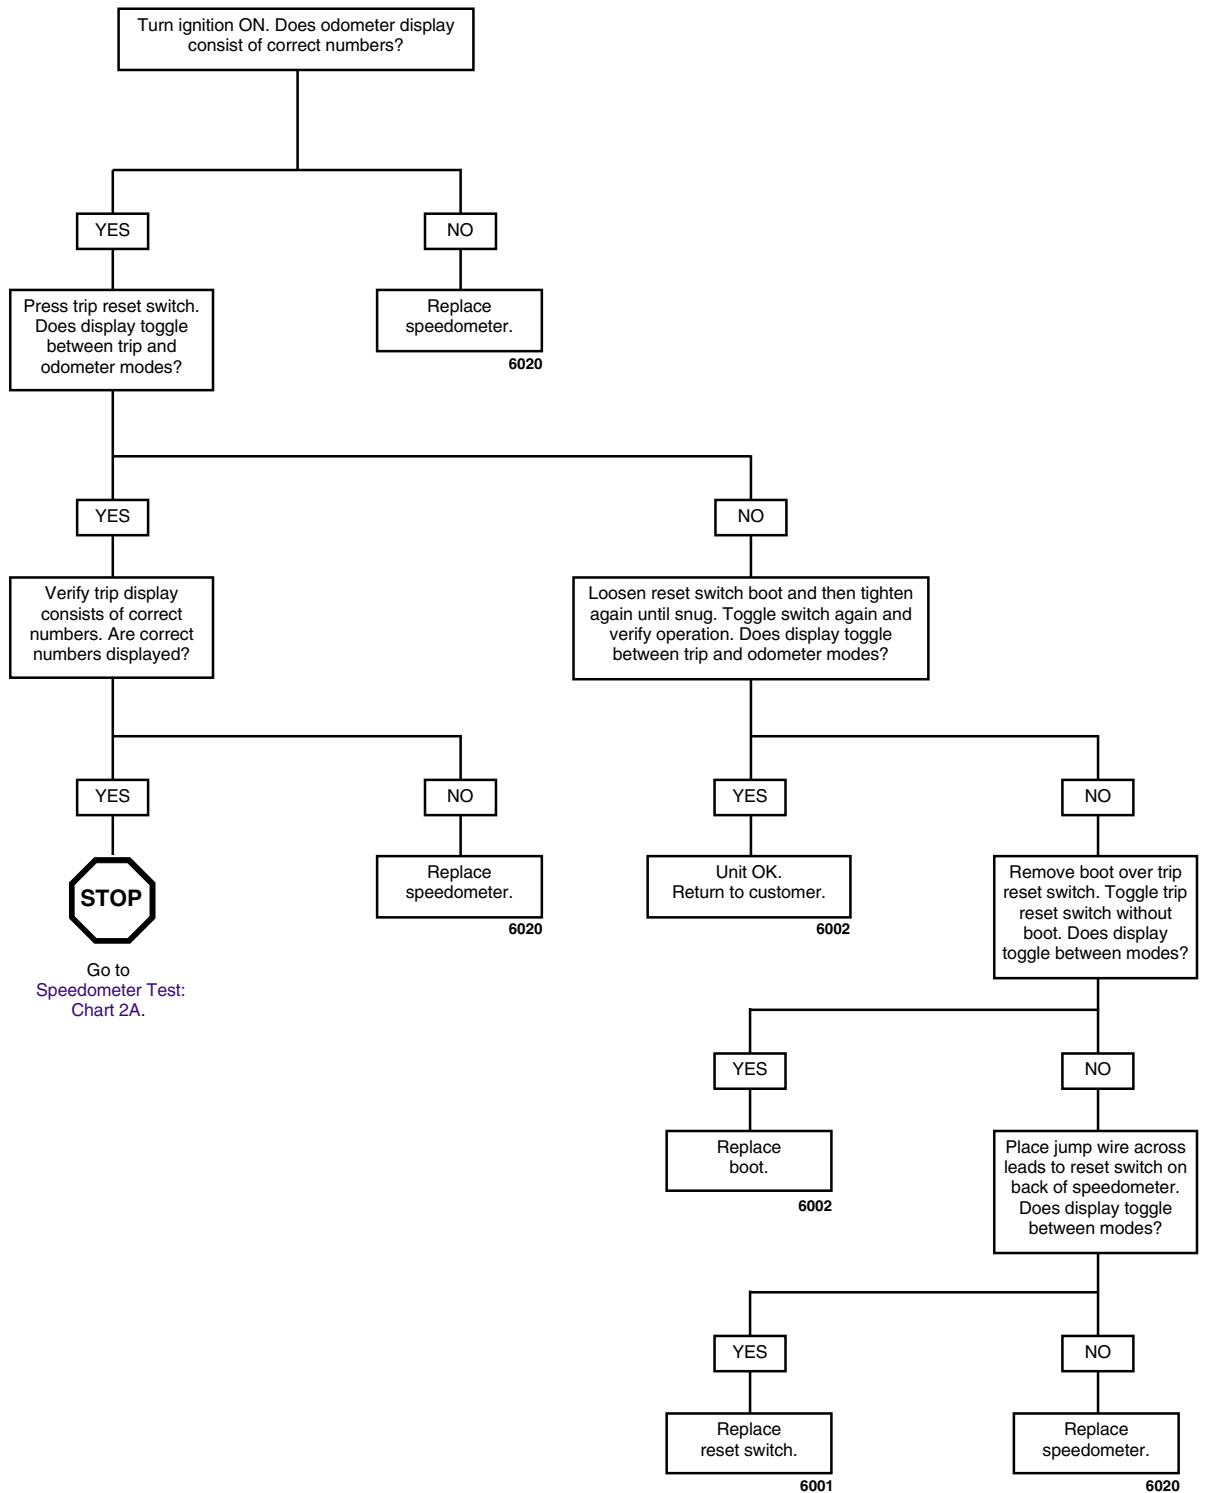 Turn ignition ON. Does odometer display
consist of correct numbers?
YES
NO
Press trip reset switch.
Does display toggle
between trip and
odometer modes?
Replace
speedometer.
6020
YES
NO
Verify trip display
consists of correct
numbers. Are correct
numbers displayed?
Loosen reset switch boot and then tighten
again until snug. Toggle switch again and
verify operation. Does display toggle
between trip and odometer modes?
YES
NO
YES
NO
STOP
Go to
Speedometer Test:
Chart 2A.
Replace
speedometer.
6020
Unit OK.
Return to customer.
6002
Remove boot over trip
reset switch. Toggle trip
reset switch without
boot. Does display
toggle between modes?
YES
NO
Replace
boot.
6002
Place jump wire across
leads to reset switch on
back of speedometer.
Does display toggle
between modes?
YES
NO
Replace
reset switch.
6001
Replace
speedometer.
6020